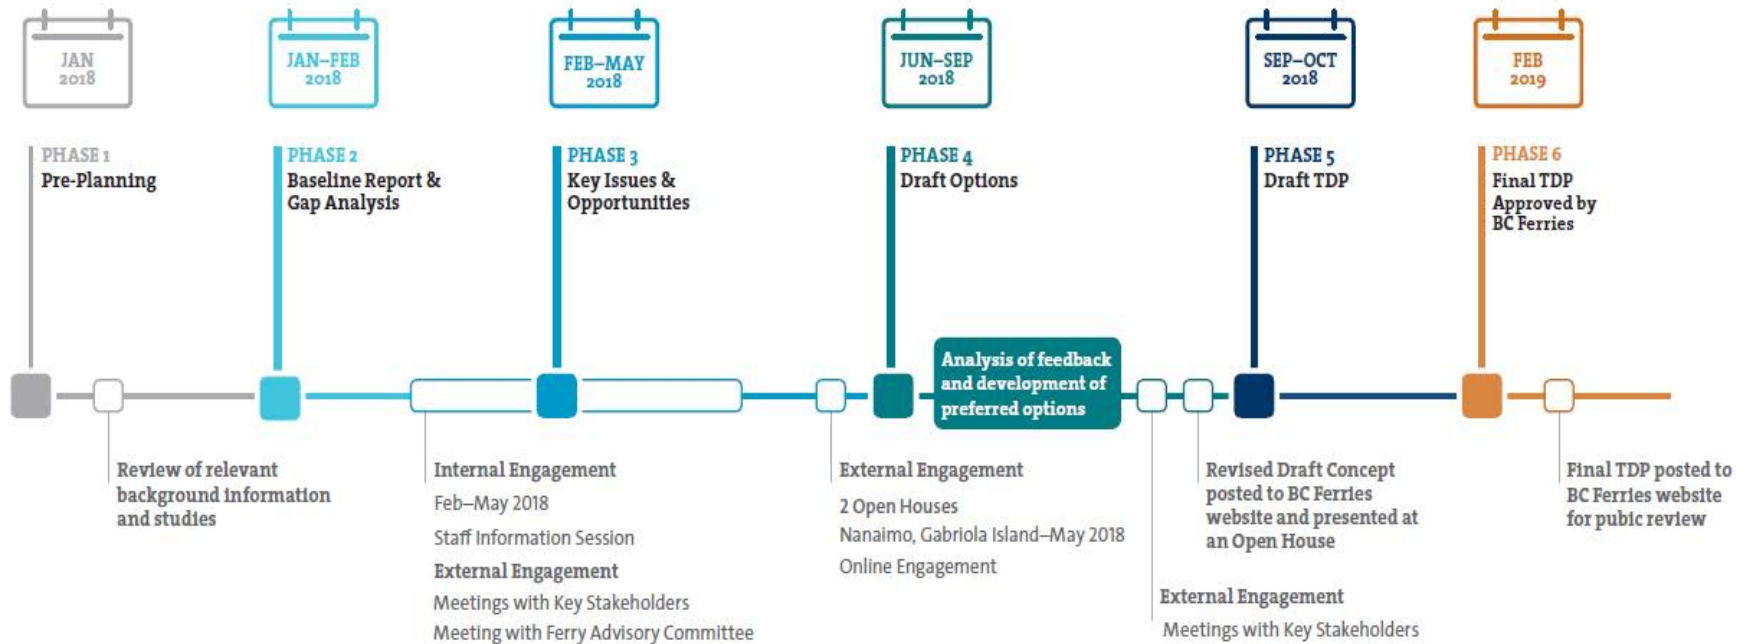 JAN
2018
JAN–FEB
2018
FEB–MAY
2018
JUN–SEP
2018
SEP–OCT
2018
FEB
2019
PHASE 1
Pre-Planning
PHASE 2
Baseline Report &
Gap Analysis
PHASE 3
Key Issues &
Opportunities
PHASE 4
Draft Options
PHASE 5
Draft TDP
PHASE 6
Final TDP
Approved by
BC Ferries
Analysis of feedback
and development of
preferred options
Review of relevant
background information
and studies
Internal Engagement
Feb–May 2018
Staff Information Session
External Engagement
Meetings with Key Stakeholders
Meeting with Ferry Advisory Committee
External Engagement
2 Open Houses
Nanaimo, Gabriola Island–May 2018
Online Engagement
External Engagement
Meetings with Key Stakeholders
Revised Draft Concept
posted to BC Ferries
website and presented at
an Open House
Final TDP posted to
BC Ferries website
for pubic review